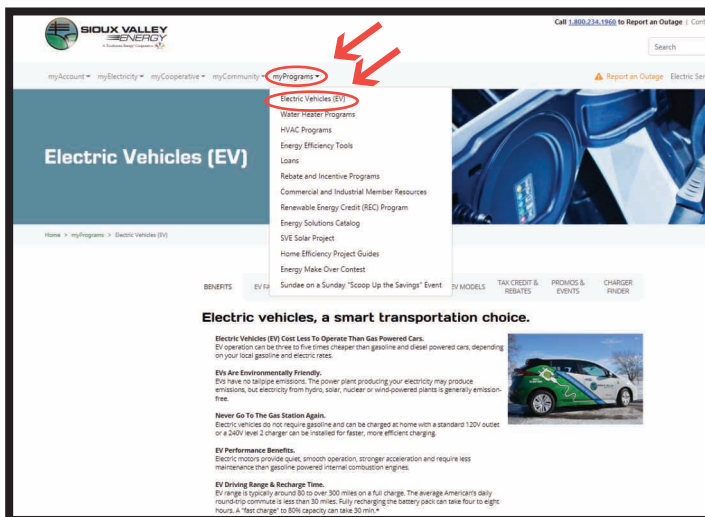 SIOUX VALLEY
ENERGY
A Touchstone Energy® Cooperative
Call 1.800.234.1960 to Report an Outage | Cont
Search
myAccount myElectricity myCooperative myCommunity myPrograms
Report an Outage Electric Ser
Electric Vehicles (EV)
Water Heater Programs
HVAC Programs
Energy Efficiency Tools
Loans
Rebate and Incentive Programs
Commercial and Industrial Member Resources
Renewable Energy Credit (REC) Program
Energy Solutions Catalog
SVE Solar Project
Home Efficiency Project Guides
Energy Make Over Contest
Sundae on a Sunday "Scoop Up the Savings" Event
Electric Vehicles (EV)
Home > myPrograms > Electric Vehicles (EV)
BENEFITS EV FA EV MODELS TAX CREDIT & REBATES PROMOS & EVENTS CHARGER FINDER
Electric vehicles, a smart transportation choice.
Electric Vehicles (EV) Cost Less To Operate Than Gas Powered Cars.
EV operation can be three to five times cheaper than gasoline and diesel powered cars, depending
on your local gasoline and electric rates.
EVs Are Environmentally Friendly.
EVs have no tailpipe emissions. The power plant producing your electricity may produce
emissions, but electricity from hydro, solar, nuclear or wind-powered plants is generally emission-
free.
Never Go To The Gas Station Again.
Electric vehicles do not require gasoline and can be charged at home with a standard 120V outlet
or a 240V level 2 charger can be installed for faster, more efficient charging.
EV Performance Benefits.
Electric motors provide quiet, smooth operation, stronger acceleration and require less
maintenance than gasoline powered internal combustion engines.
EV Driving Range & Recharge Time.
EV range is typically around 80 to over 300 miles on a full charge. The average American's daily
round-trip commute is less than 30 miles. Fully recharging the battery pack can take four to eight
hours. A "fast charge" to 80% capacity can take 30 min.*